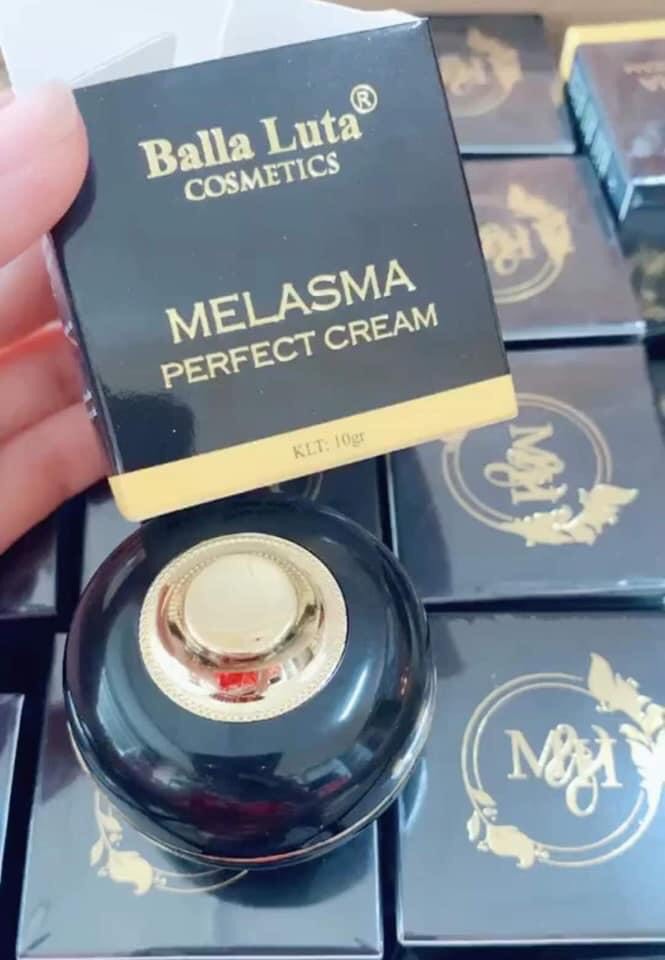 Balla Luta®
COSMETICS
MELASMA
PERFECT CREAM
KLT: 10gr
M&H
M&H